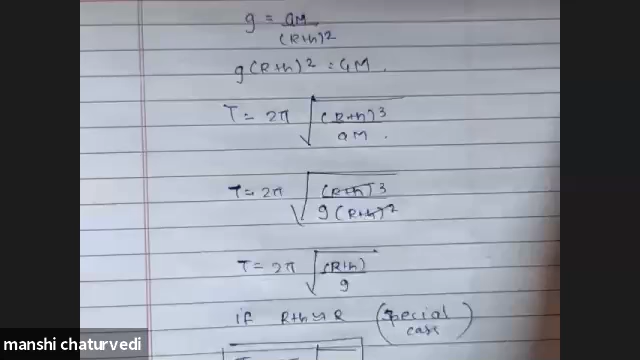 g = GM/(R+h)2
g(R+h)2 = GM.
T = 2π √(R+h)3/GM.
T = 2π √(R+h)3/g(R+h)2
T = 2π √(R+h)/g
if R+h ≈ R (special case)
manshi chaturvedi